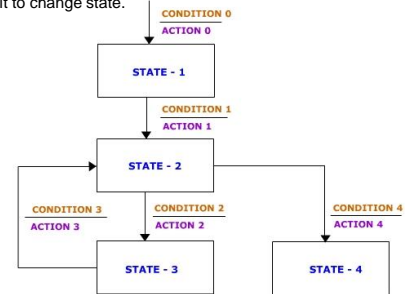 it to change state.
CONDITION 0
ACTION 0
STATE - 1
CONDITION 1
ACTION 1
STATE - 2
CONDITION 3
ACTION 3
CONDITION 2
ACTION 2
CONDITION 4
ACTION 4
STATE - 3
STATE - 4